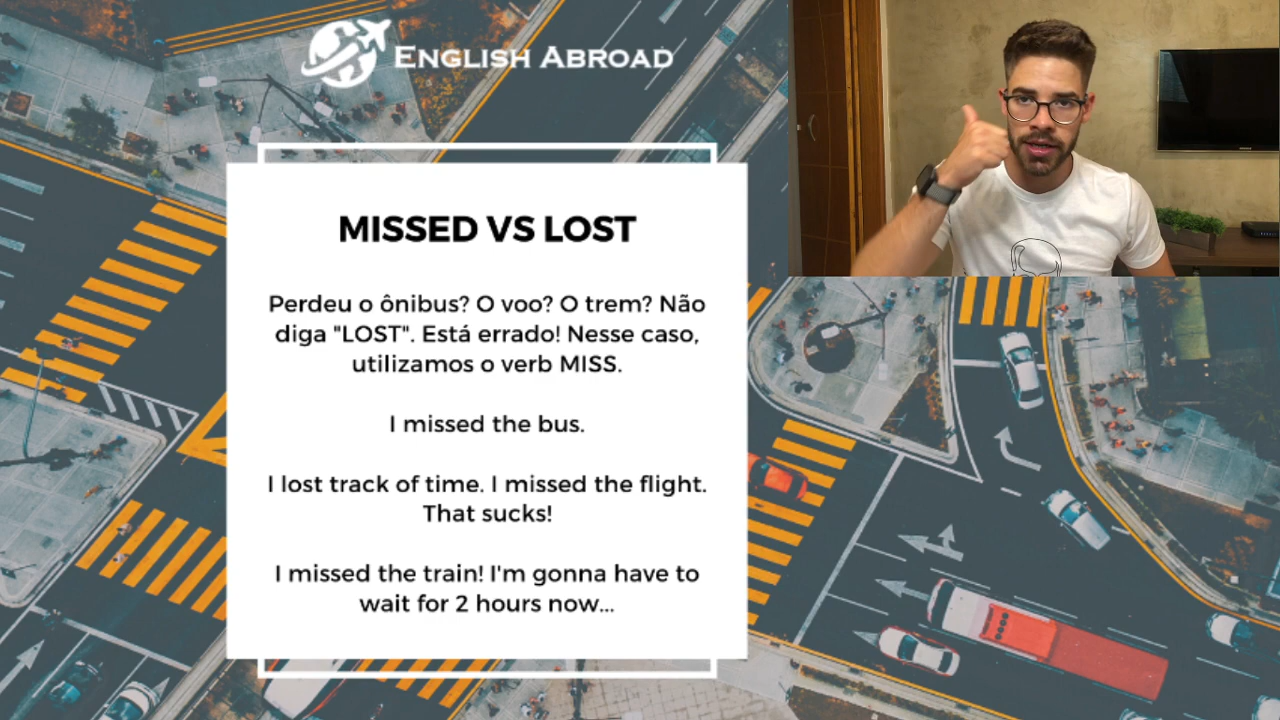 ENGLISH ABROAD
MISSED VS LOST
Perdeu o ônibus? O voo? O trem? Não
diga "LOST". Está errado! Nesse caso,
utilizamos o verb MISS.
I missed the bus.
I lost track of time. I missed the flight.
That sucks!
I missed the train! I'm gonna have to
wait for 2 hours now...